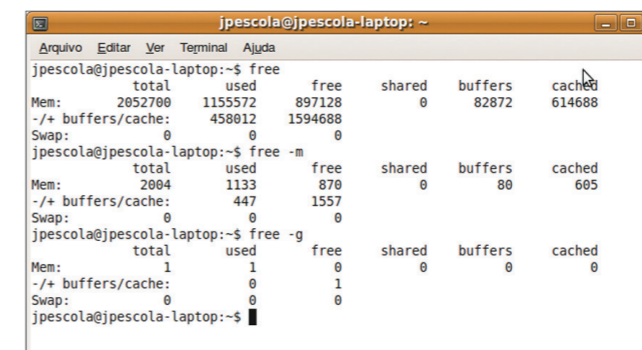 jpescola@jpescola-laptop: ~
Arquivo Editar Ver Terminal Ajuda
jpescola@jpescola-laptop:~$ free
total used free shared buffers cached
Mem: 2052700 1155572 897128 0 82872 614688
-/+ buffers/cache: 458012 1594688
Swap: 0 0 0
jpescola@jpescola-laptop:~$ free -m
total used free shared buffers cached
Mem: 2004 1133 870 0 80 605
-/+ buffers/cache: 447 1557
Swap: 0 0 0
jpescola@jpescola-laptop:~$ free -g
total used free shared buffers cached
Mem: 1 1 0 0 0 0
-/+ buffers/cache: 0 1
Swap: 0 0 0
jpescola@jpescola-laptop:~$